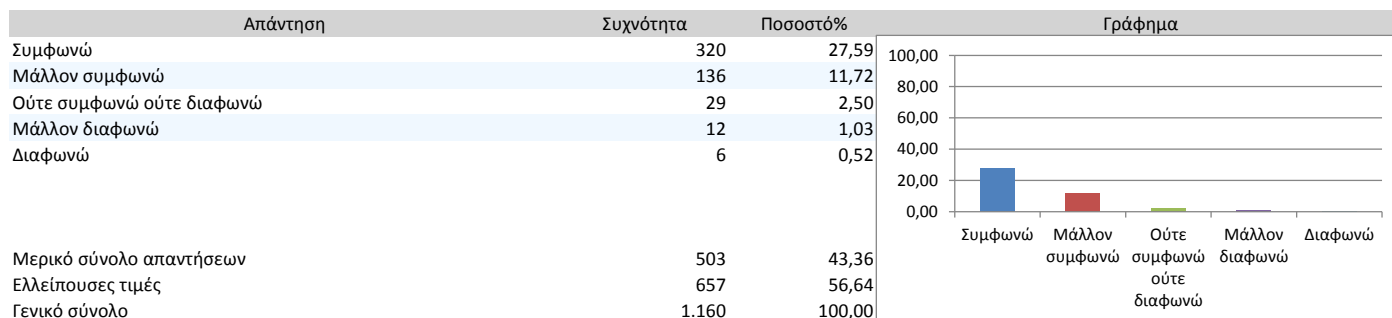 Απάντηση Συχνότητα Ποσοστό% Γράφημα
Συμφωνώ 320 27,59
Μάλλον συμφωνώ 136 11,72
Ούτε συμφωνώ ούτε διαφωνώ 29 2,50
Μάλλον διαφωνώ 12 1,03
Διαφωνώ 6 0,52
Μερικό σύνολο απαντήσεων 503 43,36
Ελλείπουσες τιμές 657 56,64
Γενικό σύνολο 1.160 100,00
100,00
80,00
60,00
40,00
20,00
0,00
Συμφωνώ Μάλλον Ούτε Μάλλον Διαφωνώ
συμφωνώ συμφωνώ διαφωνώ
ούτε
διαφωνώ